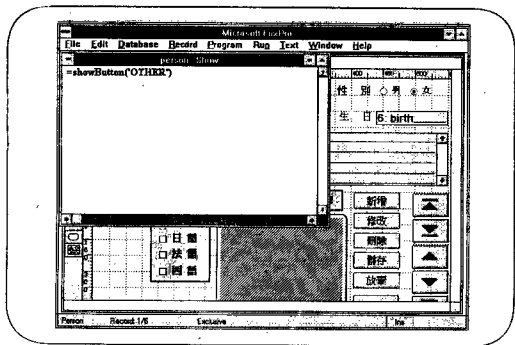 Microsoft FoxPro
File Edit Database Record Program Run Text Window Help
person Show
=showButton("OTHER")
性 別 男 女
生 日 6: birth
新增
修改
刪除
儲存
放棄
日 語
法 語
Person Record: 1/6 Exclusive Ins